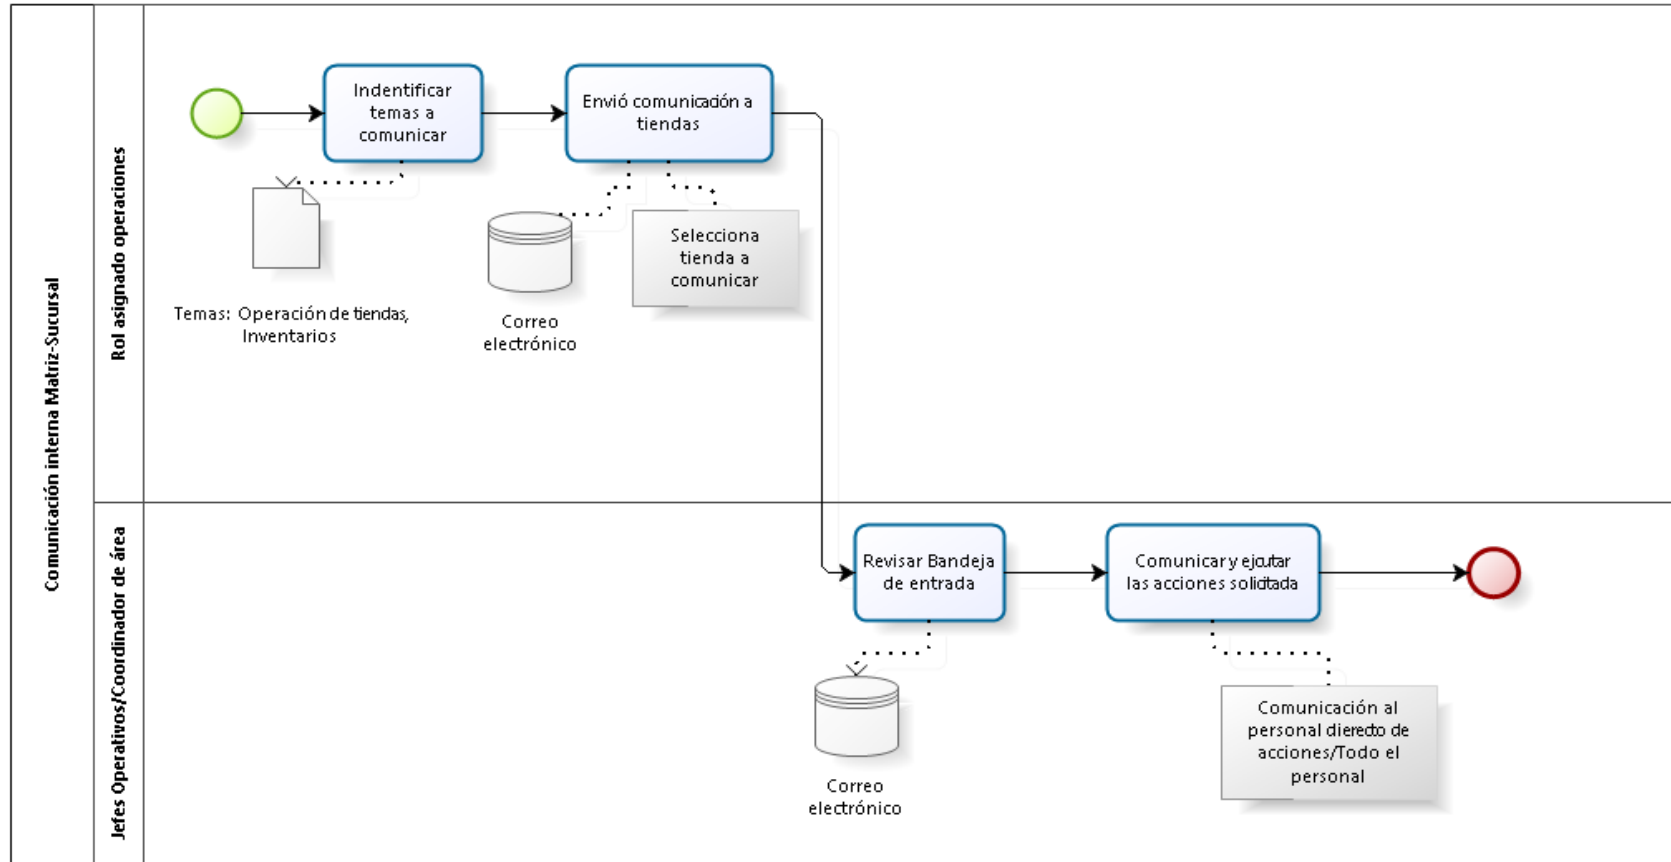 Comunicación interna Matriz-Sucursal
Rol asignado operaciones
Indentificar
temas a
comunicar
Envió comunicación a
tiendas
Selecciona
tienda a
comunicar
Temas: Operación de tiendas,
Inventarios
Correo
electrónico
Jefes Operativos/Coordinador de área
Revisar Bandeja
de entrada
Comunicar y ejcutar
las acciones solicitada
Comunicación al
personal dierecto de
acciones/Todo el
personal
Correo
electrónico